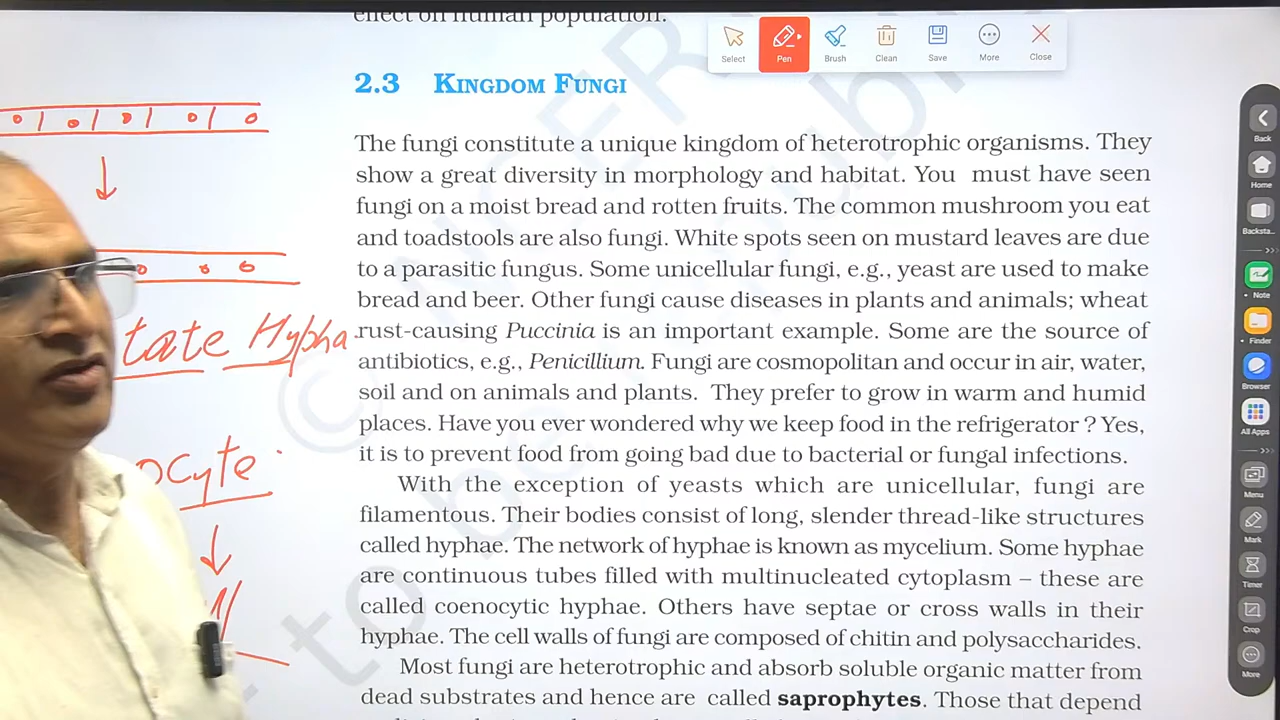 effect on human population.
Select Pen Brush Clean Save More Close
2.3 KINGDOM FUNGI
The fungi constitute a unique kingdom of heterotrophic organisms. They
show a great diversity in morphology and habitat. You must have seen
fungi on a moist bread and rotten fruits. The common mushroom you eat
and toadstools are also fungi. White spots seen on mustard leaves are due
to a parasitic fungus. Some unicellular fungi, e.g., yeast are used to make
bread and beer. Other fungi cause diseases in plants and animals; wheat
rust-causing Puccinia is an important example. Some are the source of
antibiotics, e.g., Penicillium. Fungi are cosmopolitan and occur in air, water,
soil and on animals and plants. They prefer to grow in warm and humid
places. Have you ever wondered why we keep food in the refrigerator ? Yes,
it is to prevent food from going bad due to bacterial or fungal infections.
With the exception of yeasts which are unicellular, fungi are
filamentous. Their bodies consist of long, slender thread-like structures
called hyphae. The network of hyphae is known as mycelium. Some hyphae
are continuous tubes filled with multinucleated cytoplasm – these are
called coenocytic hyphae. Others have septae or cross walls in their
hyphae. The cell walls of fungi are composed of chitin and polysaccharides.
Most fungi are heterotrophic and absorb soluble organic matter from
dead substrates and hence are called saprophytes. Those that depend
tate Hypha
ocyte
© NCERT
to be
Back
Home
Backsta...
Note
Finder
Browser
All Apps
Menu
Mark
Timer
Crop
More